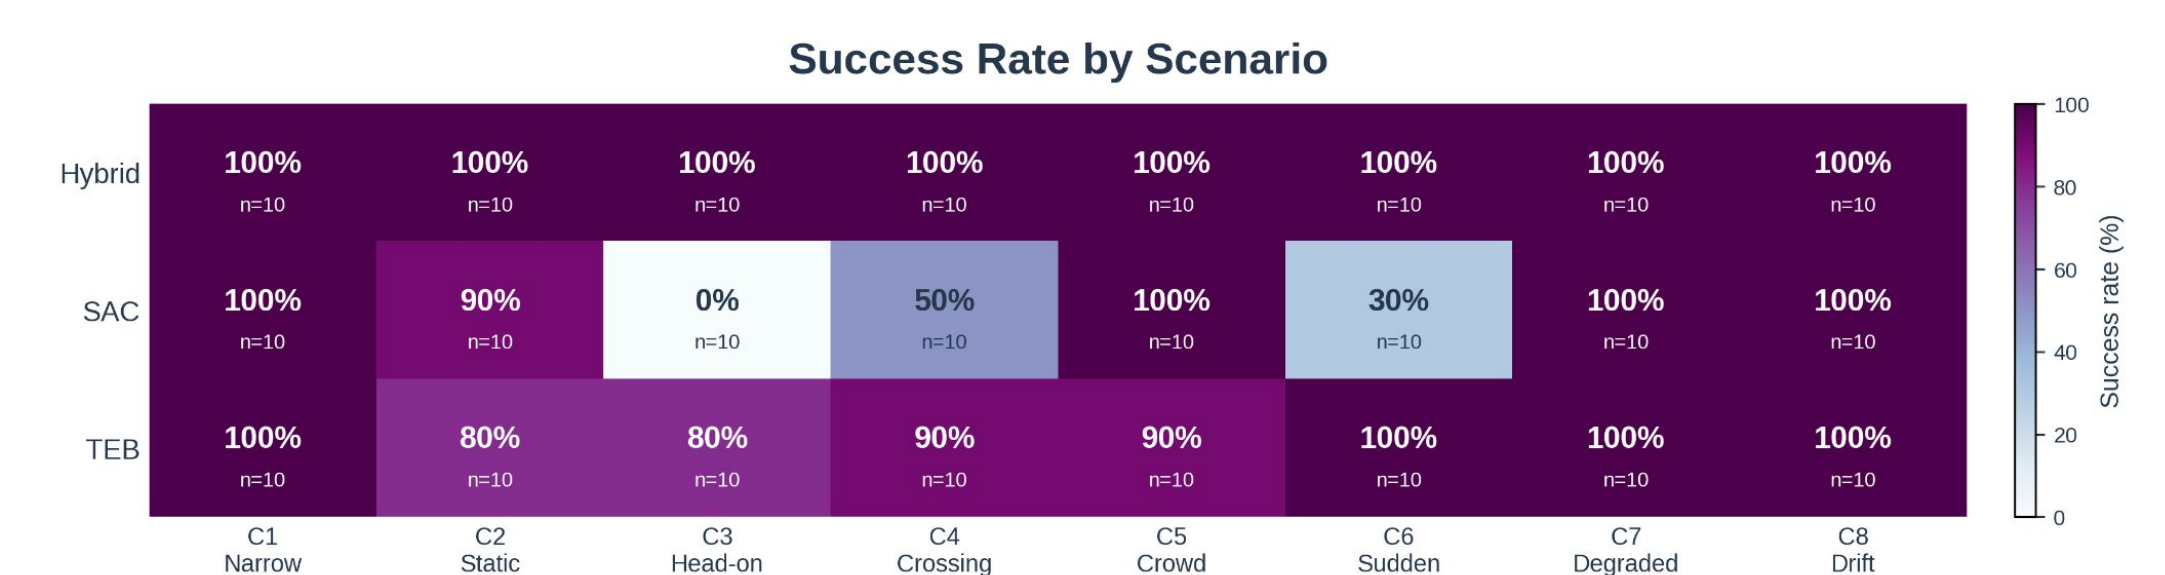 Success Rate by Scenario
Hybrid
100% 100% 100% 100% 100% 100% 100% 100%
n=10 n=10 n=10 n=10 n=10 n=10 n=10 n=10
SAC
100% 90% 0% 50% 100% 30% 100% 100%
n=10 n=10 n=10 n=10 n=10 n=10 n=10 n=10
TEB
100% 80% 80% 90% 90% 100% 100% 100%
n=10 n=10 n=10 n=10 n=10 n=10 n=10 n=10
C1 C2 C3 C4 C5 C6 C7 C8
Narrow Static Head-on Crossing Crowd Sudden Degraded Drift
100
80
60
40
20
0
Success rate (%)